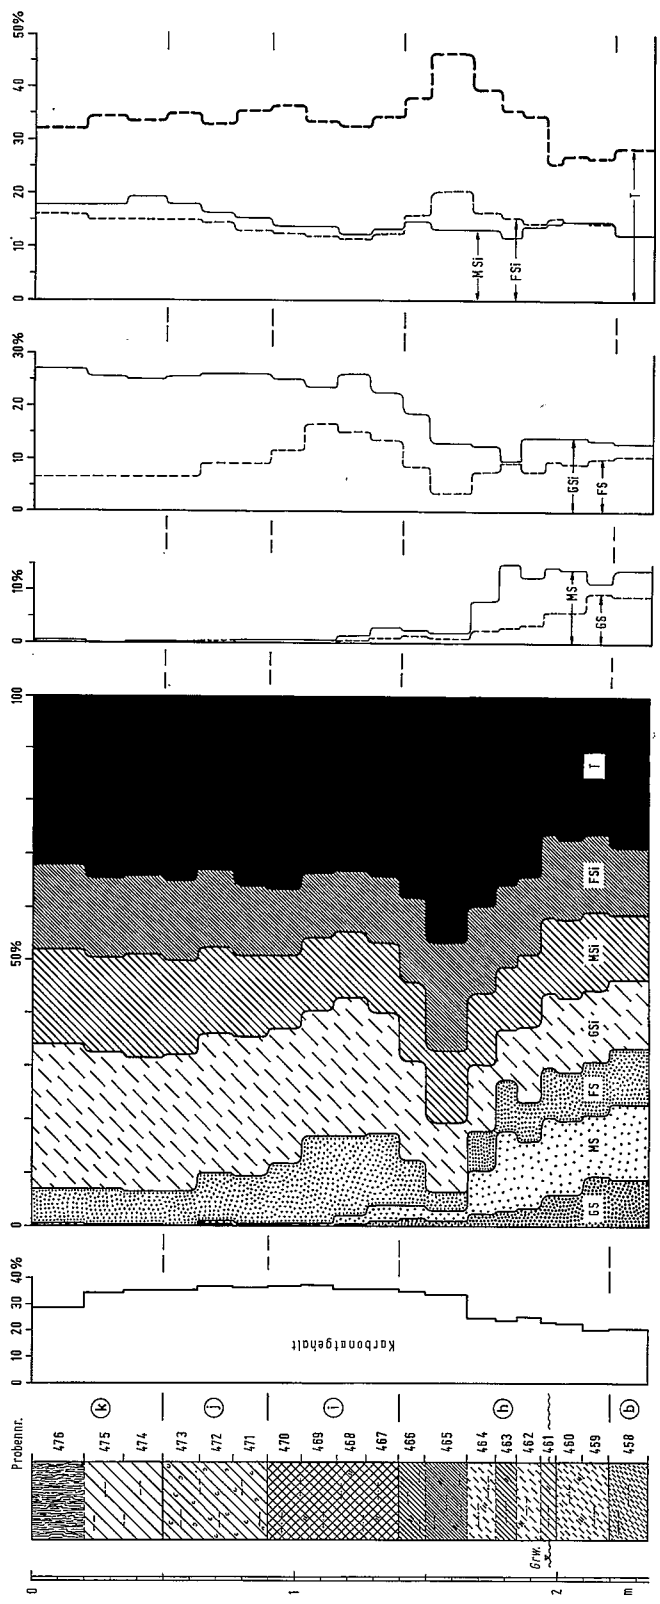 50%
40
30
20
10
0
T
MSi
FSi
30%
20
10
0
GSi
FS
10%
0
MS
GS
100
50%
0
T
FSi
MSi
GSi
FS
MS
GS
40%
30
20
10
0
Karbonatgehalt
Probennr.
476
475
474
473
472
471
470
469
468
467
466
465
464
463
462
461
460
459
458
k
j
i
h
b
Grw.
0
1
2
m